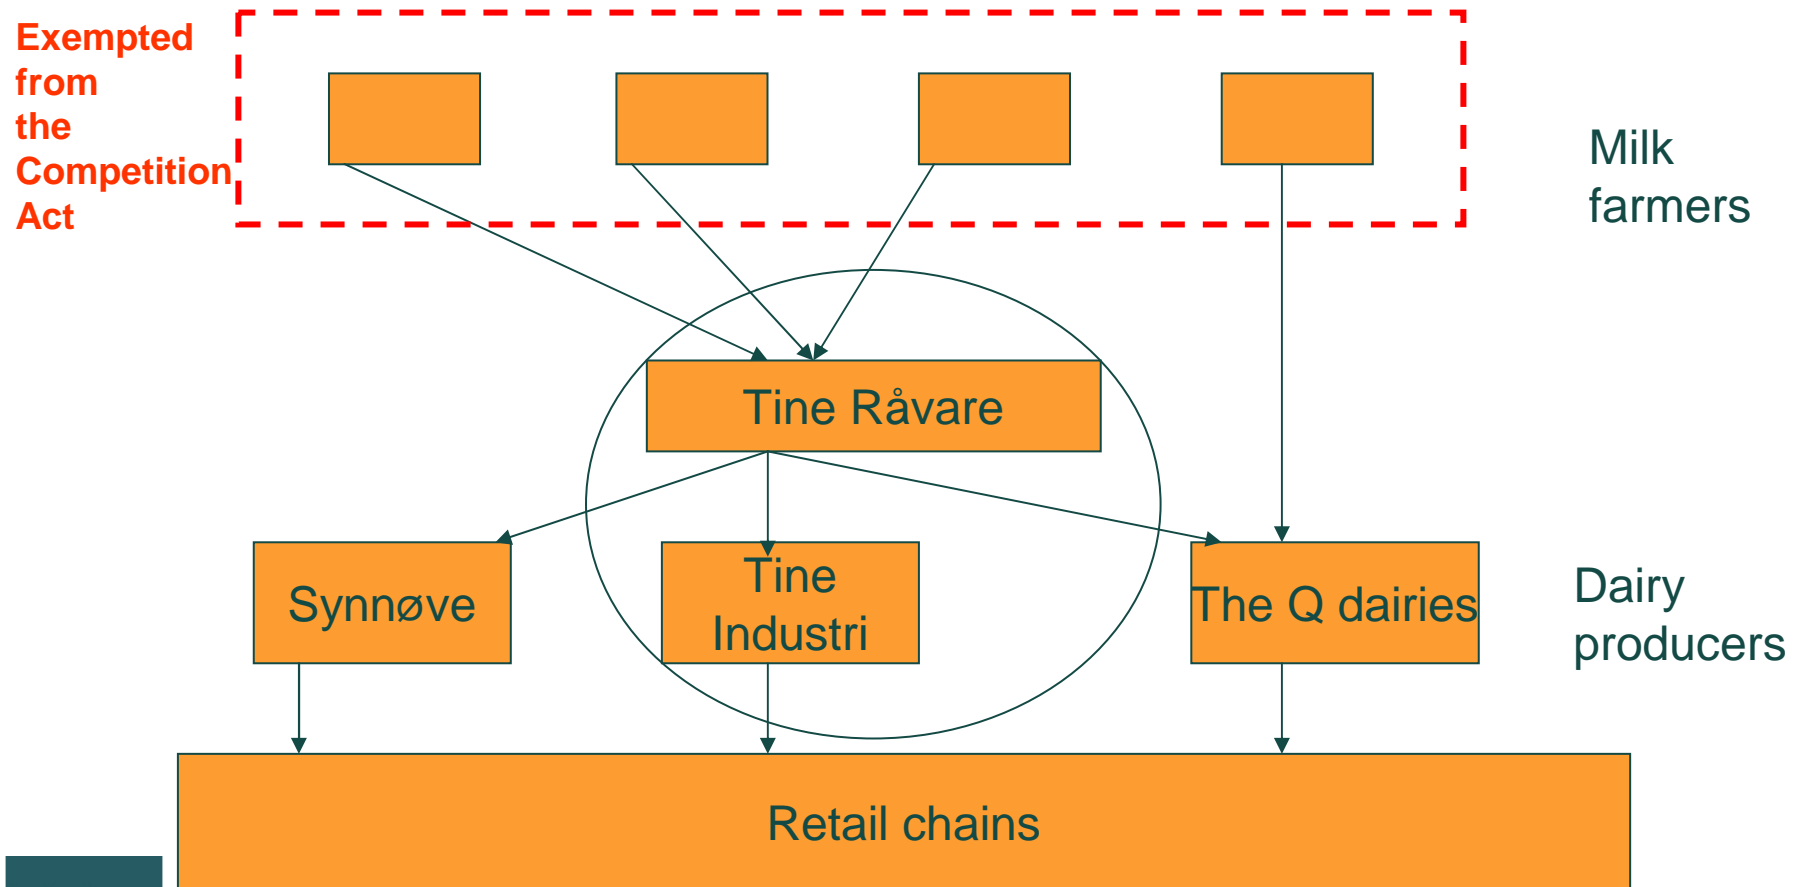 Exempted
from
the
Competition
Act
Milk
farmers
Tine Råvare
Synnøve
Tine
Industri
The Q dairies
Dairy
producers
Retail chains